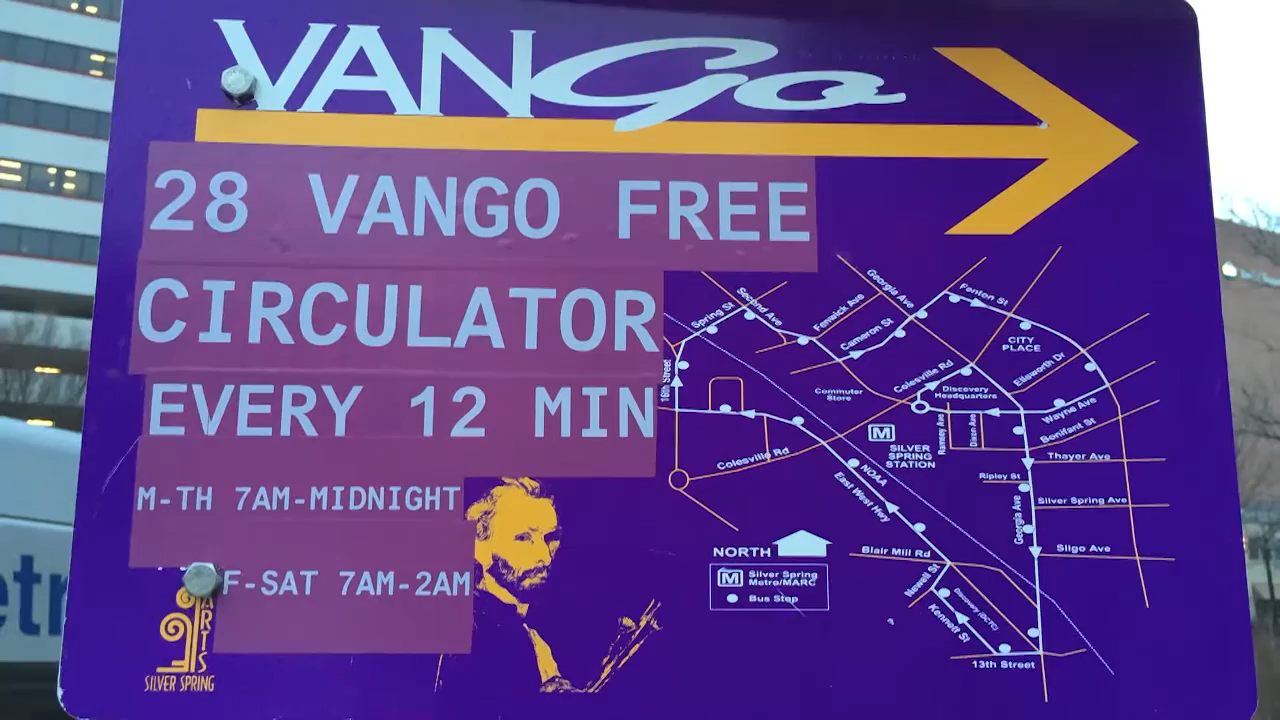 VANGo
28 VANGO FREE
CIRCULATOR
EVERY 12 MIN
M-TH 7AM-MIDNIGHT
F-SAT 7AM-2AM
ARTS
SILVER SPRING
Spring St
Second Ave
Georgia Ave
Fenwick Ave
Cameron St
Fenton St
CITY
PLACE
Ellsworth Dr
Colesville Rd
Discovery
Headquarters
Commuter
Store
16th Street
Wayne Ave
Bonifant St
Ramsey Ave
Dixon Ave
M
SILVER
SPRING
STATION
Thayer Ave
Colesville Rd
NOAA
East West Hwy
Ripley St
Silver Spring Ave
Georgia Ave
Sligo Ave
Blair Mill Rd
NORTH
M Silver Spring
Metro/MARC
Bus Stop
Newell St
Discovery (DCTC)
Kennett St
13th Street